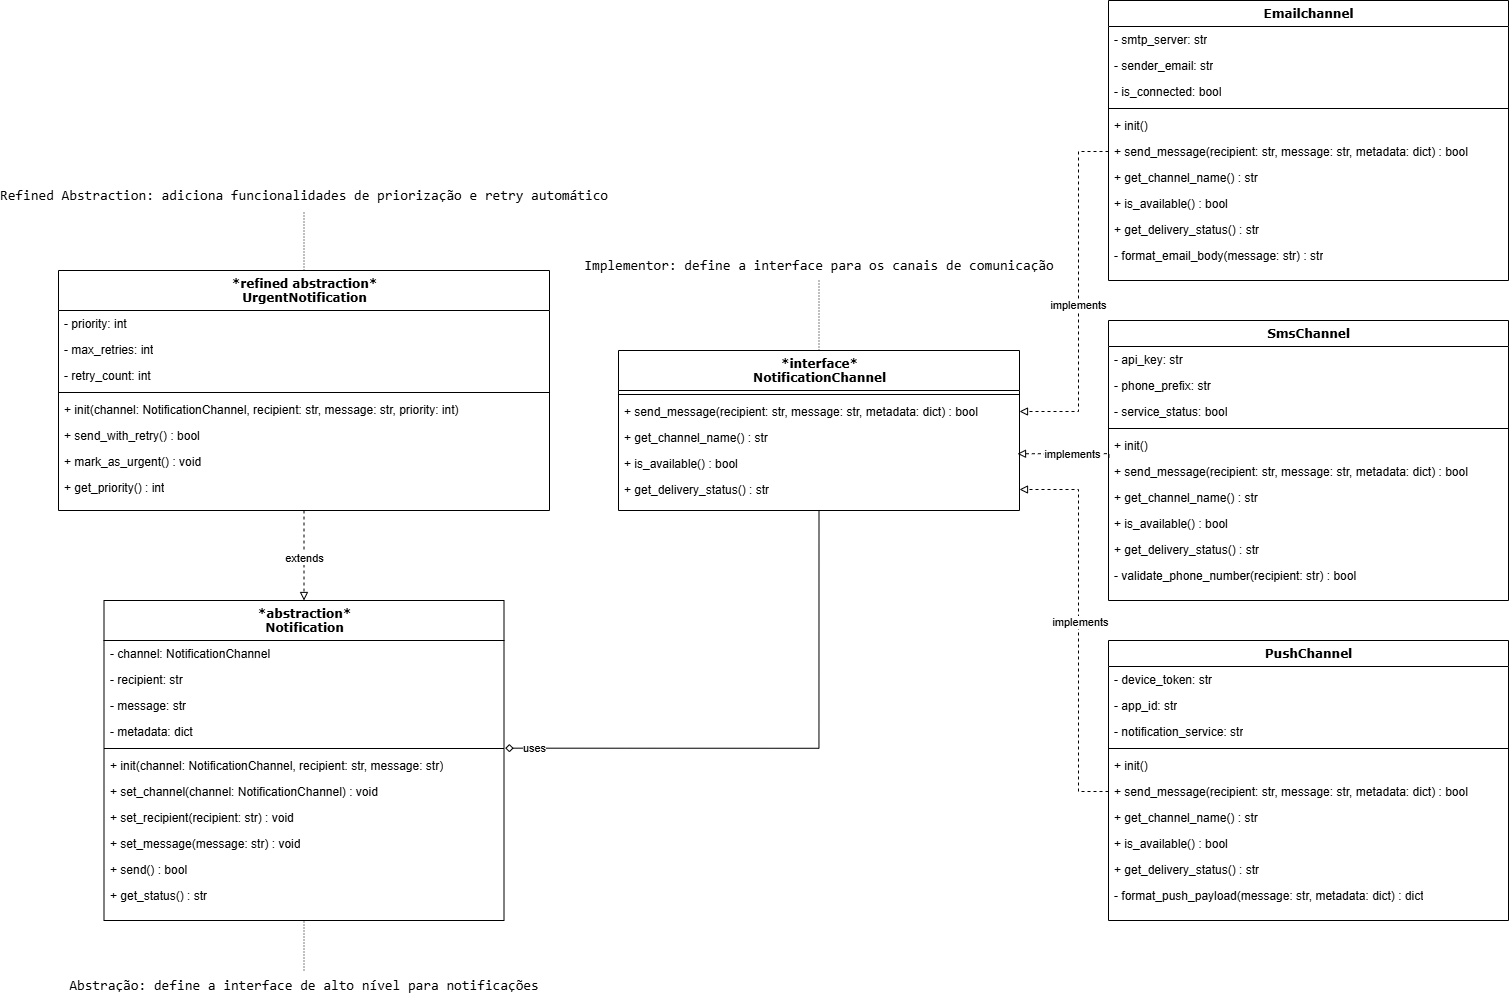 Refined Abstraction: adiciona funcionalidades de priorização e retry automático
*refined abstraction*
UrgentNotification
- priority: int
- max_retries: int
- retry_count: int
+ init(channel: NotificationChannel, recipient: str, message: str, priority: int)
+ send_with_retry() : bool
+ mark_as_urgent() : void
+ get_priority() : int
extends
*abstraction*
Notification
- channel: NotificationChannel
- recipient: str
- message: str
- metadata: dict
+ init(channel: NotificationChannel, recipient: str, message: str)
+ set_channel(channel: NotificationChannel) : void
+ set_recipient(recipient: str) : void
+ set_message(message: str) : void
+ send() : bool
+ get_status() : str
Abstração: define a interface de alto nível para notificações
uses
Implementor: define a interface para os canais de comunicação
*interface*
NotificationChannel
+ send_message(recipient: str, message: str, metadata: dict) : bool
+ get_channel_name() : str
+ is_available() : bool
+ get_delivery_status() : str
implements
implements
implements
Emailchannel
- smtp_server: str
- sender_email: str
- is_connected: bool
+ init()
+ send_message(recipient: str, message: str, metadata: dict) : bool
+ get_channel_name() : str
+ is_available() : bool
+ get_delivery_status() : str
- format_email_body(message: str) : str
SmsChannel
- api_key: str
- phone_prefix: str
- service_status: bool
+ init()
+ send_message(recipient: str, message: str, metadata: dict) : bool
+ get_channel_name() : str
+ is_available() : bool
+ get_delivery_status() : str
- validate_phone_number(recipient: str) : bool
PushChannel
- device_token: str
- app_id: str
- notification_service: str
+ init()
+ send_message(recipient: str, message: str, metadata: dict) : bool
+ get_channel_name() : str
+ is_available() : bool
+ get_delivery_status() : str
- format_push_payload(message: str, metadata: dict) : dict